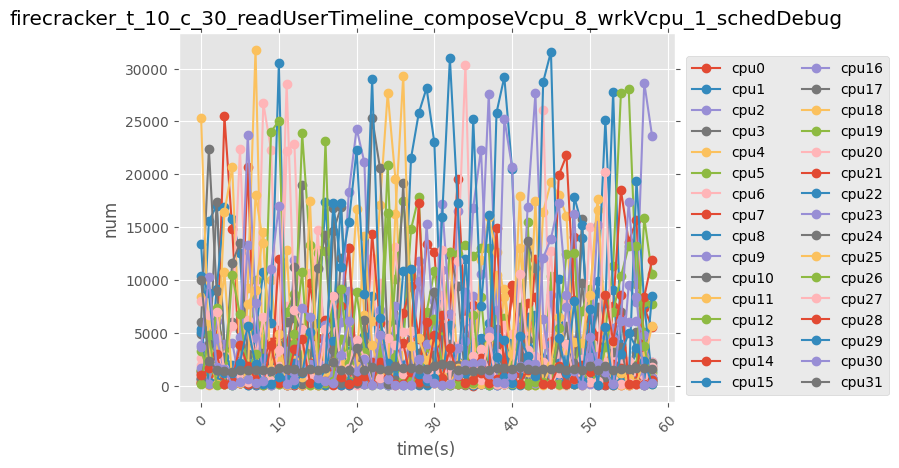 firecracker_t_10_c_30_readUserTimeline_composeVcpu_8_wrkVcpu_1_schedDebug
num
30000
25000
20000
15000
10000
5000
0
0 10 20 30 40 50 60
time(s)
cpu0 cpu16
cpu1 cpu17
cpu2 cpu18
cpu3 cpu19
cpu4 cpu20
cpu5 cpu21
cpu6 cpu22
cpu7 cpu23
cpu8 cpu24
cpu9 cpu25
cpu10 cpu26
cpu11 cpu27
cpu12 cpu28
cpu13 cpu29
cpu14 cpu30
cpu15 cpu31